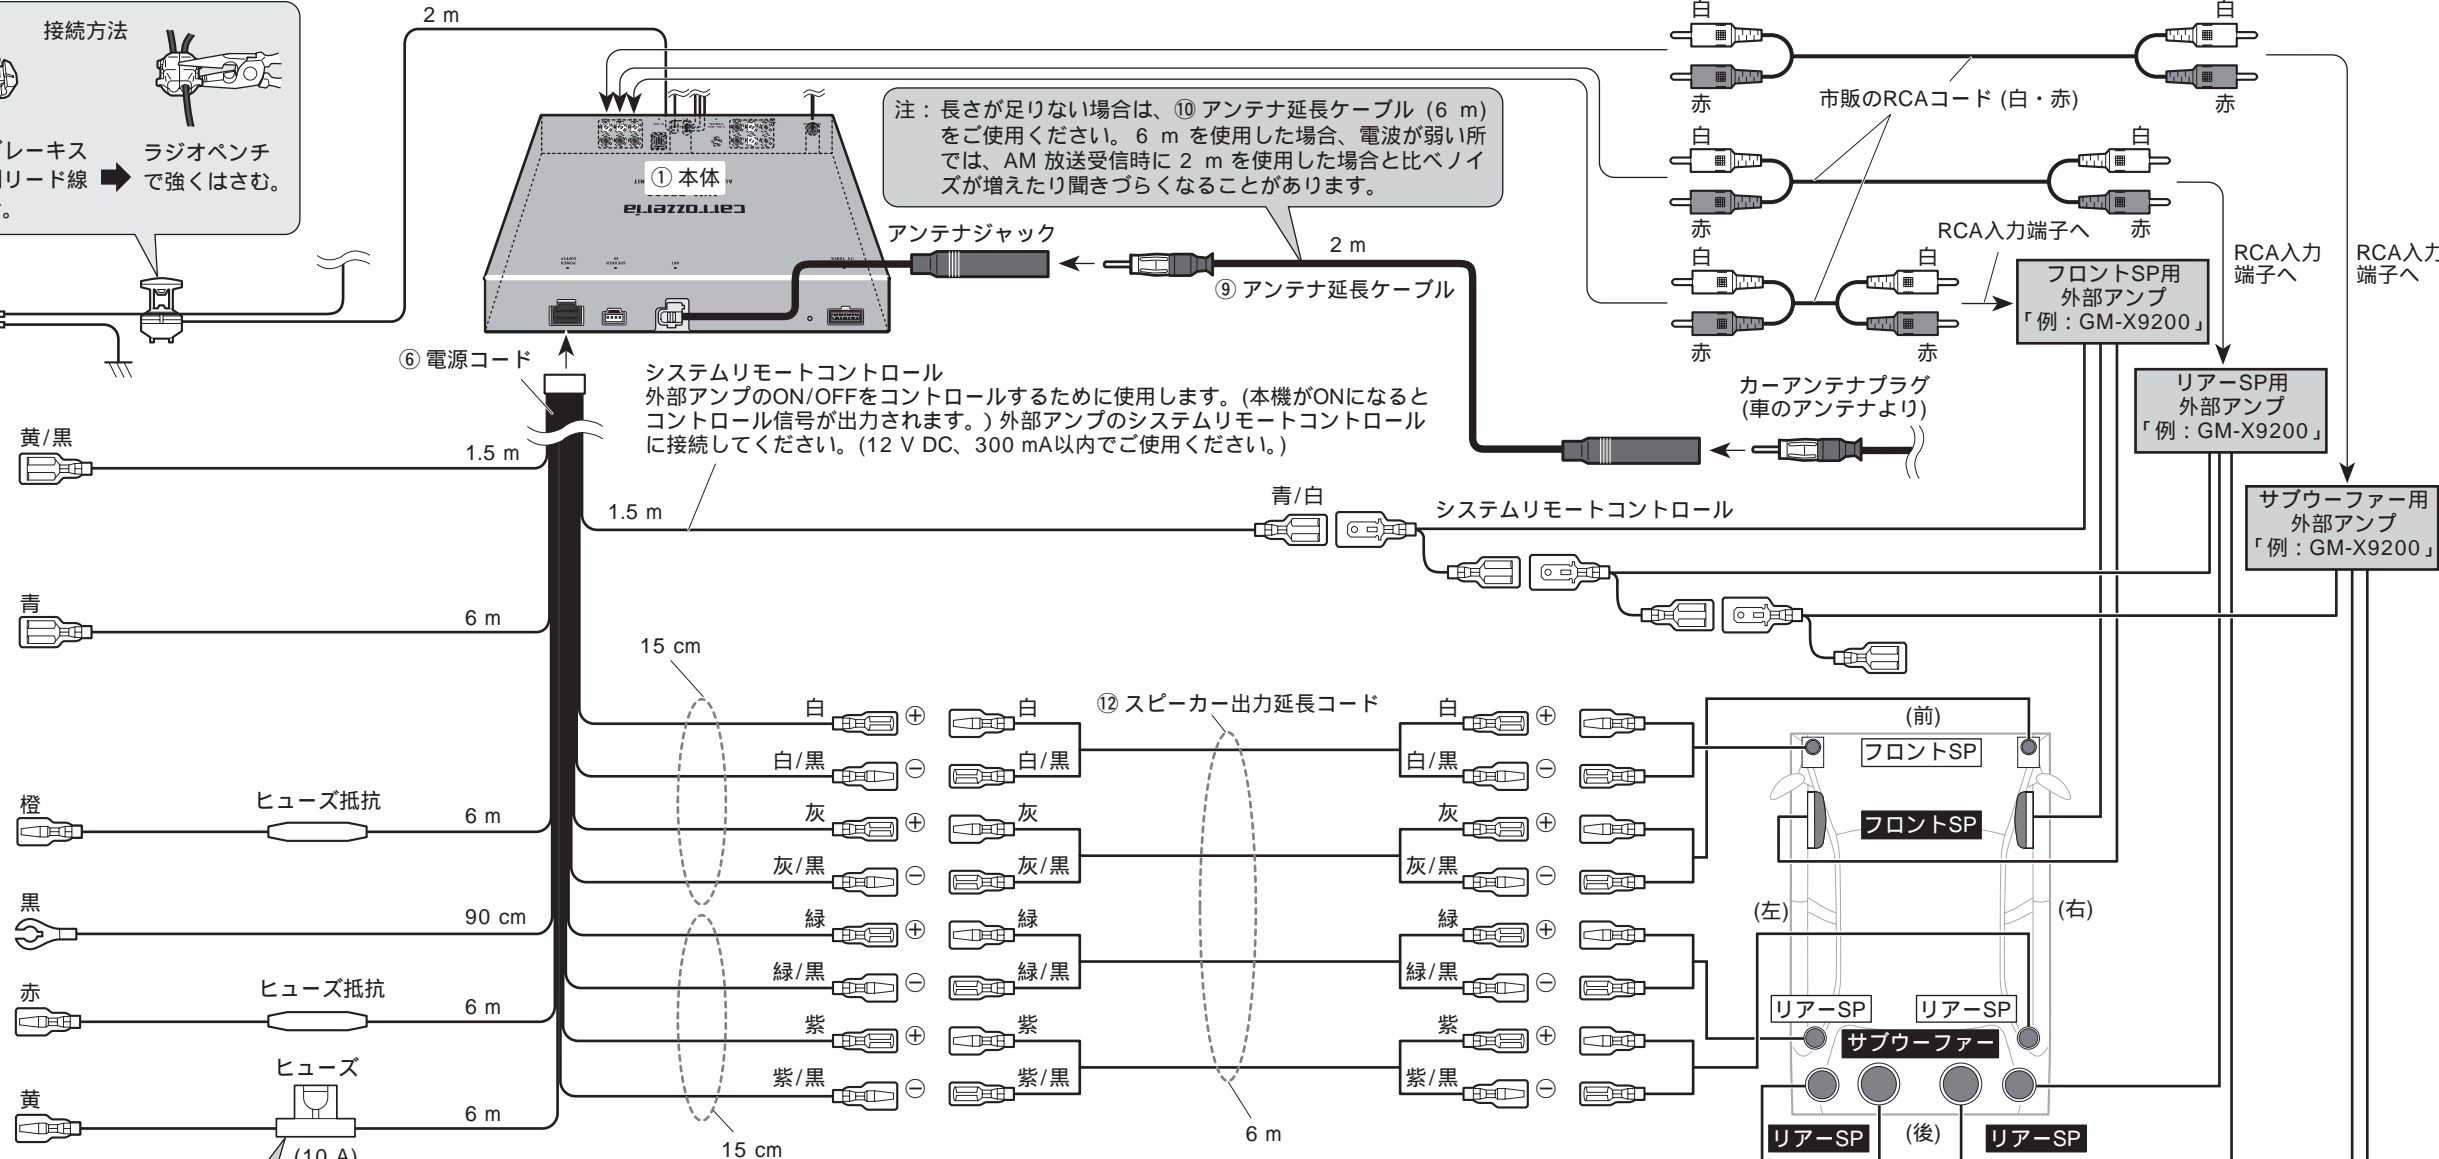 接続方法
ブレーキス
リード線
。
ラジオペンチ
で強くはさむ。
2 m
① 本体
carrozzeria
POWER SUPPLY
SPEAKER
ANT
注： 長さが足りない場合は、⑩ アンテナ延長ケーブル (6 m)
をご使用ください。6 m を使用した場合、電波が弱い所
では、AM 放送受信時に 2 m を使用した場合と比べノイ
ズが増えたり聞きづらくなることがあります。
アンテナジャック
2 m
⑨ アンテナ延長ケーブル
白
白
赤
赤
市販のRCAコード (白・赤)
白
白
赤
赤
白
白
赤
赤
RCA入力端子へ
RCA入力
端子へ
RCA入力
端子へ
フロントSP用
外部アンプ
「例：GM-X9200」
リアーSP用
外部アンプ
「例：GM-X9200」
サブウーファー用
外部アンプ
「例：GM-X9200」
カーアンテナプラグ
(車のアンテナより)
⑥ 電源コード
システムリモートコントロール
外部アンプのON/OFFをコントロールするために使用します。(本機がONになると
コントロール信号が出力されます。) 外部アンプのシステムリモートコントロール
に接続してください。(12 V DC、300 mA以内でご使用ください。)
黄/黒
1.5 m
1.5 m
青/白
システムリモートコントロール
青
6 m
橙
ヒューズ抵抗
6 m
黒
90 cm
赤
ヒューズ抵抗
6 m
黄
ヒューズ
6 m
(10 A)
15 cm
15 cm
⑫ スピーカー出力延長コード
6 m
白 ⊕ 白 白 ⊕
白/黒 ⊖ 白/黒 白/黒 ⊖
灰 ⊕ 灰 灰 ⊕
灰/黒 ⊖ 灰/黒 灰/黒 ⊖
緑 ⊕ 緑 緑 ⊕
緑/黒 ⊖ 緑/黒 緑/黒 ⊖
紫 ⊕ 紫 紫 ⊕
紫/黒 ⊖ 紫/黒 紫/黒 ⊖
(前)
フロントSP
フロントSP
(左)
(右)
リアーSP
リアーSP
サブウーファー
リアーSP
(後)
リアーSP